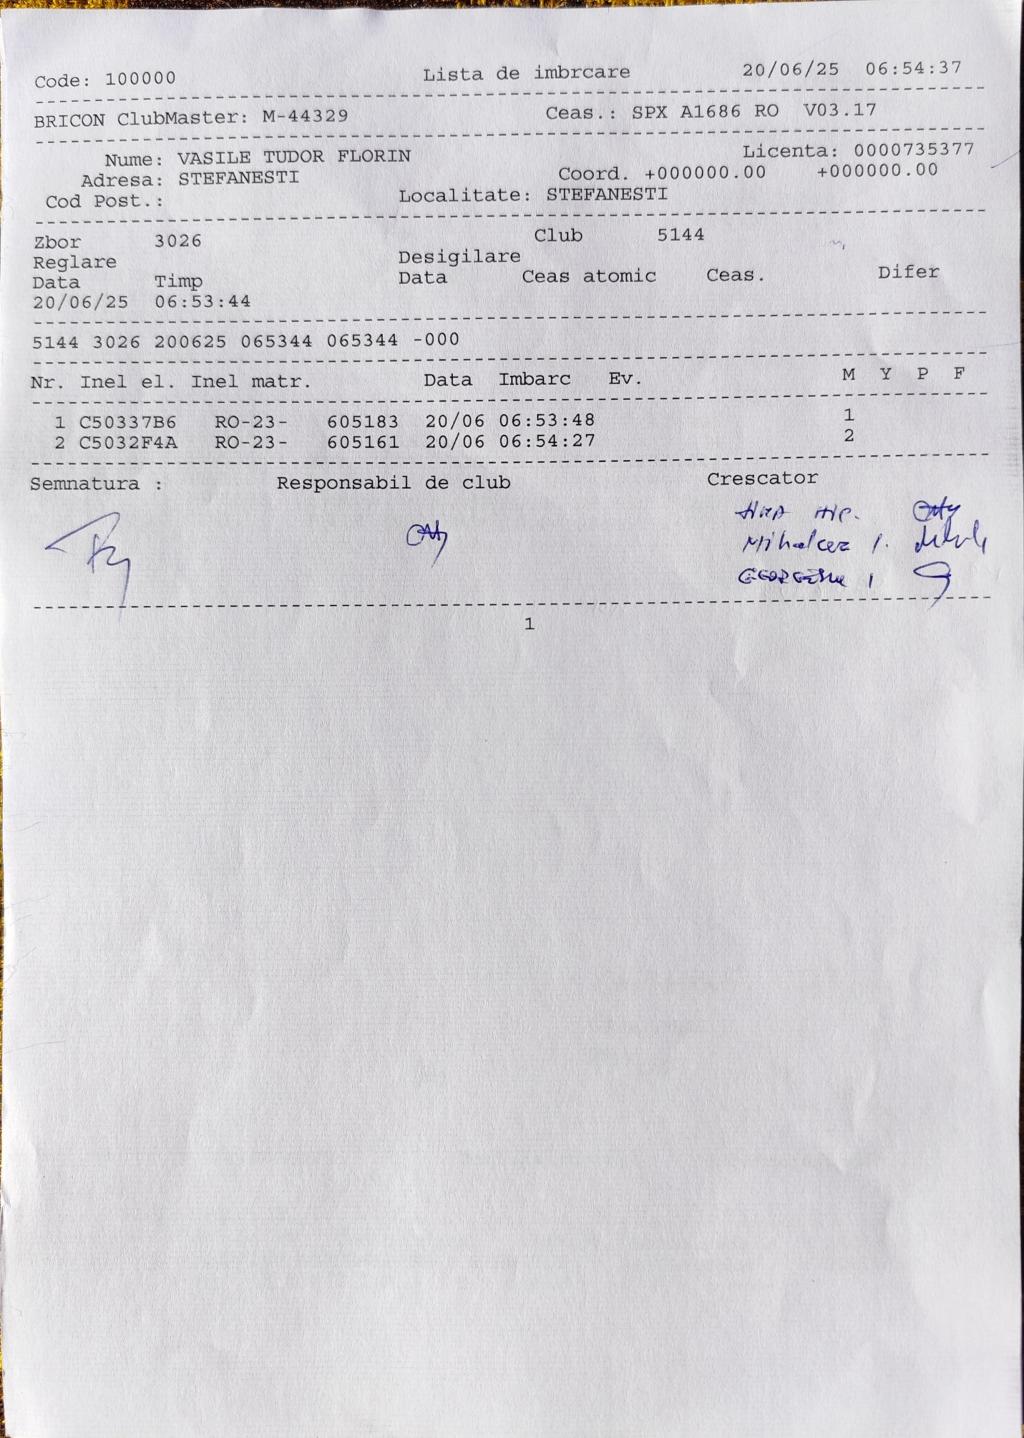 Code: 100000 Lista de imbrcare 20/06/25 06:54:37
BRICON ClubMaster: M-44329 Ceas.: SPX A1686 RO V03.17
Nume: VASILE TUDOR FLORIN Licenta: 0000735377
Adresa: STEFANESTI Coord. +000000.00 +000000.00
Cod Post.: Localitate: STEFANESTI
Zbor 3026 Club 5144
Reglare Desigilare
Data Timp Data Ceas atomic Ceas. Difer
20/06/25 06:53:44
5144 3026 200625 065344 065344 -000
Nr. Inel el. Inel matr. Data Imbarc Ev. M Y P F
1 C50337B6 RO-23- 605183 20/06 06:53:48 1
2 C5032F4A RO-23- 605161 20/06 06:54:27 2
Semnatura : Responsabil de club Crescator
Mihalcea I.
1